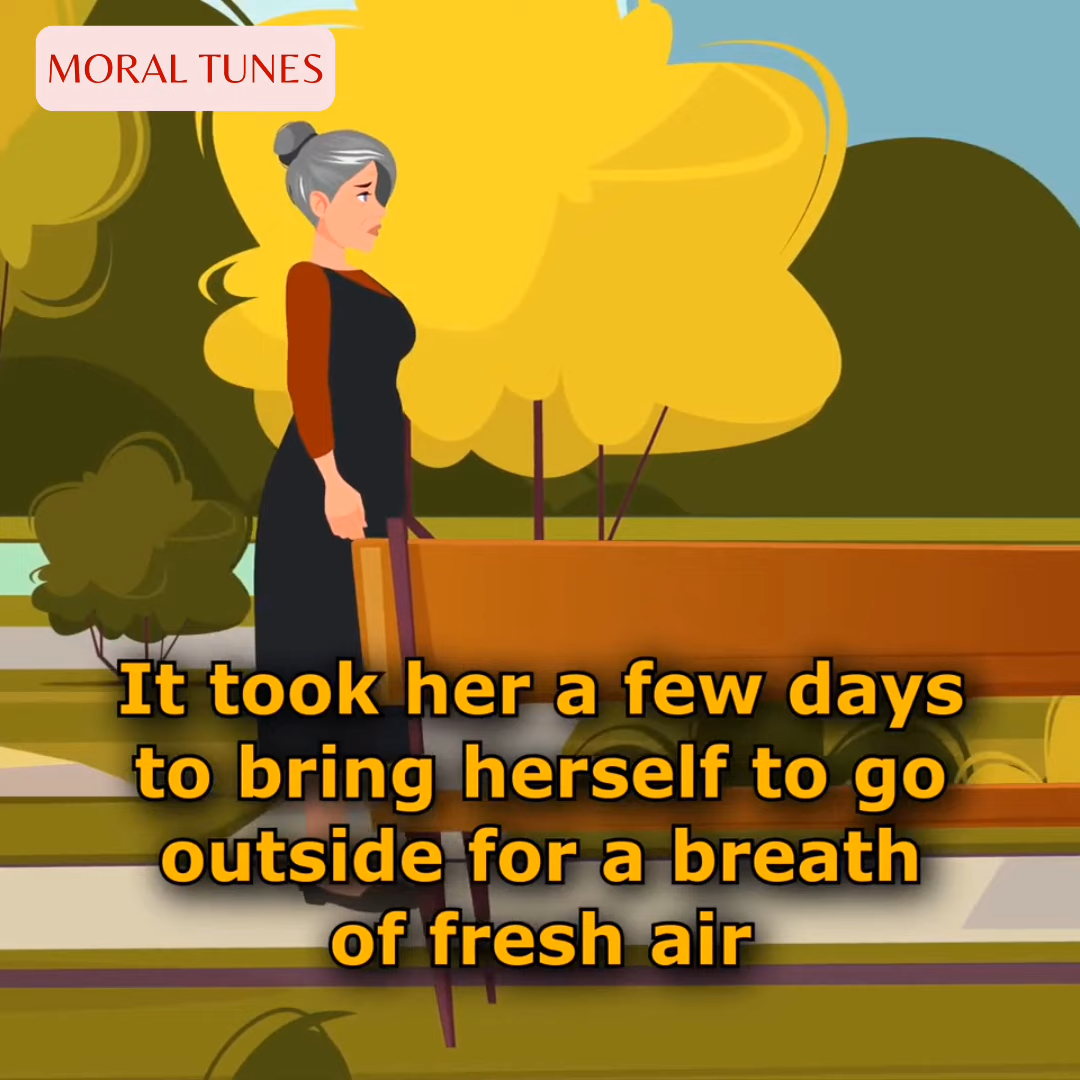 MORAL TUNES
It took her a few days
to bring herself to go
outside for a breath
of fresh air